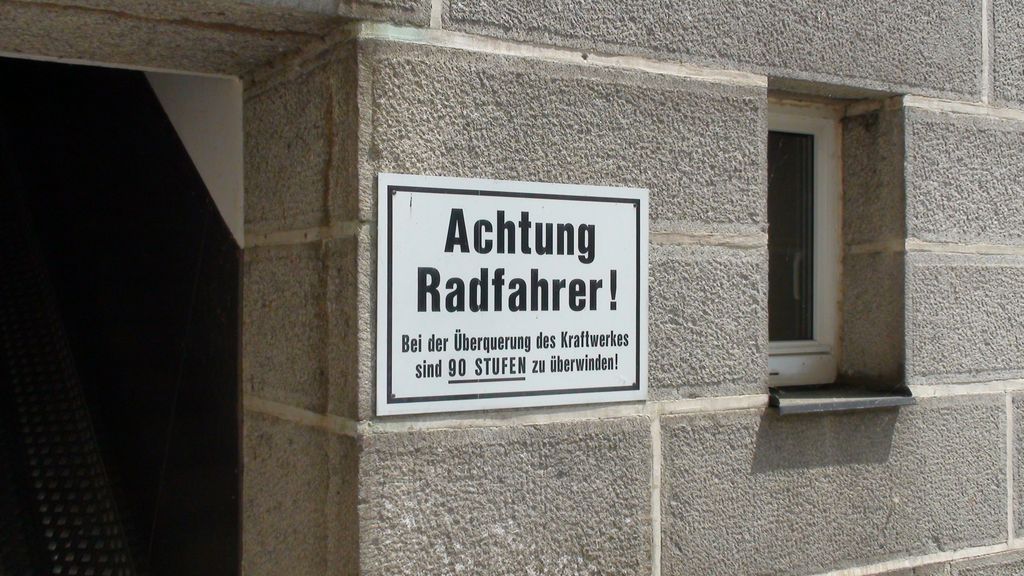 Achtung
Radfahrer!
Bei der Überquerung des Kraftwerkes
sind 90 STUFEN zu überwinden!